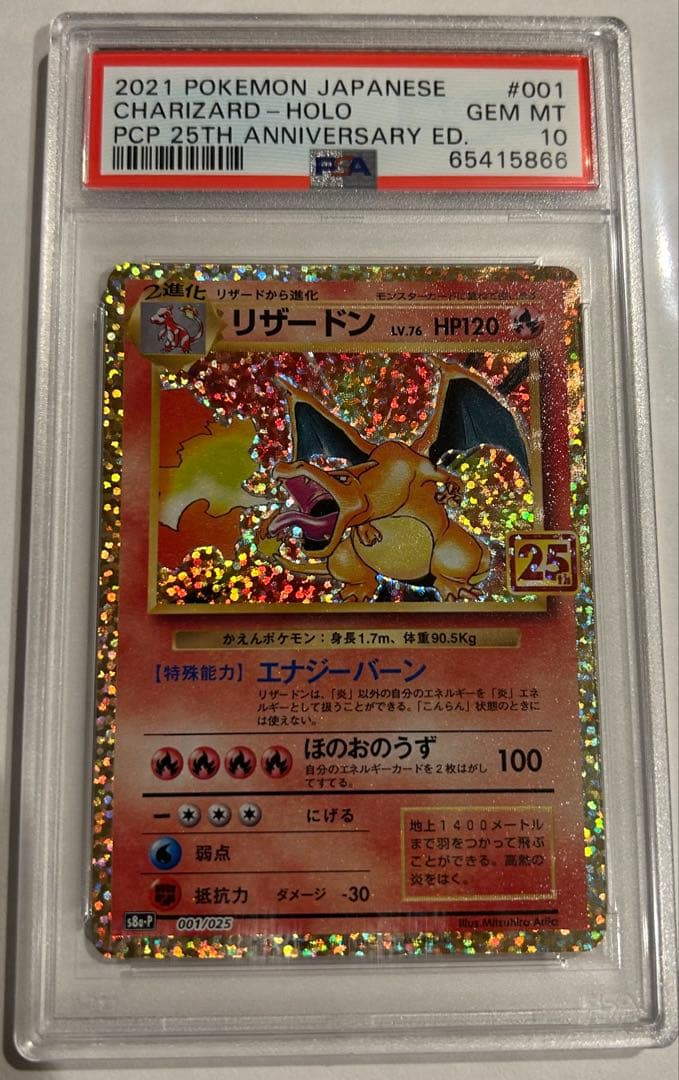 2021 POKEMON JAPANESE #001
CHARIZARD-HOLO GEM MT
PCP 25TH ANNIVERSARY ED. 10
PSA 65415866
2進化 リザードから進化
リザードン LV.76 HP120
25th
かえんポケモン:身長1.7m、体重90.5Kg
【特殊能力】 エナジーバーン
リザードンは、「炎」以外の自分のエネルギーを「炎」エネ
ルギーとして扱うことができる。「こんらん」状態のときに
は使えない。
ほのおのうず 100
自分のエネルギーカードを2枚はがし
てすてる。
にげる
弱点
抵抗力 ダメージ -30
地上1400メートル
まで羽をつかって飛ぶ
ことができる。高熱の
炎をはく。
s8a-P 001/025
Illus.Mitsuhiro Arita